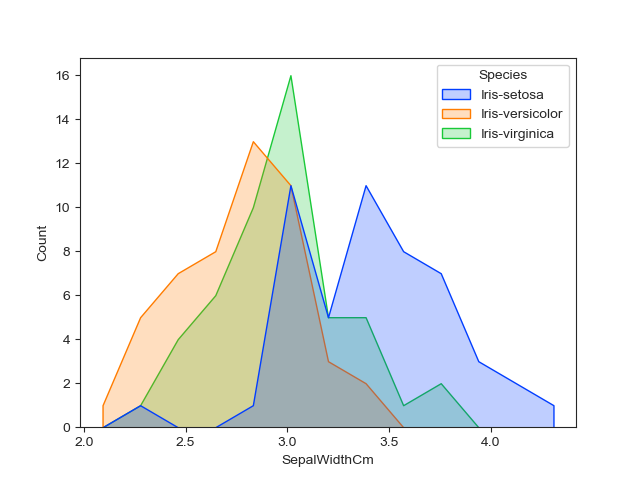 16
14
12
10
8
6
4
2
0
Count
2.0 2.5 3.0 3.5 4.0
SepalWidthCm
Species
Iris-setosa
Iris-versicolor
Iris-virginica